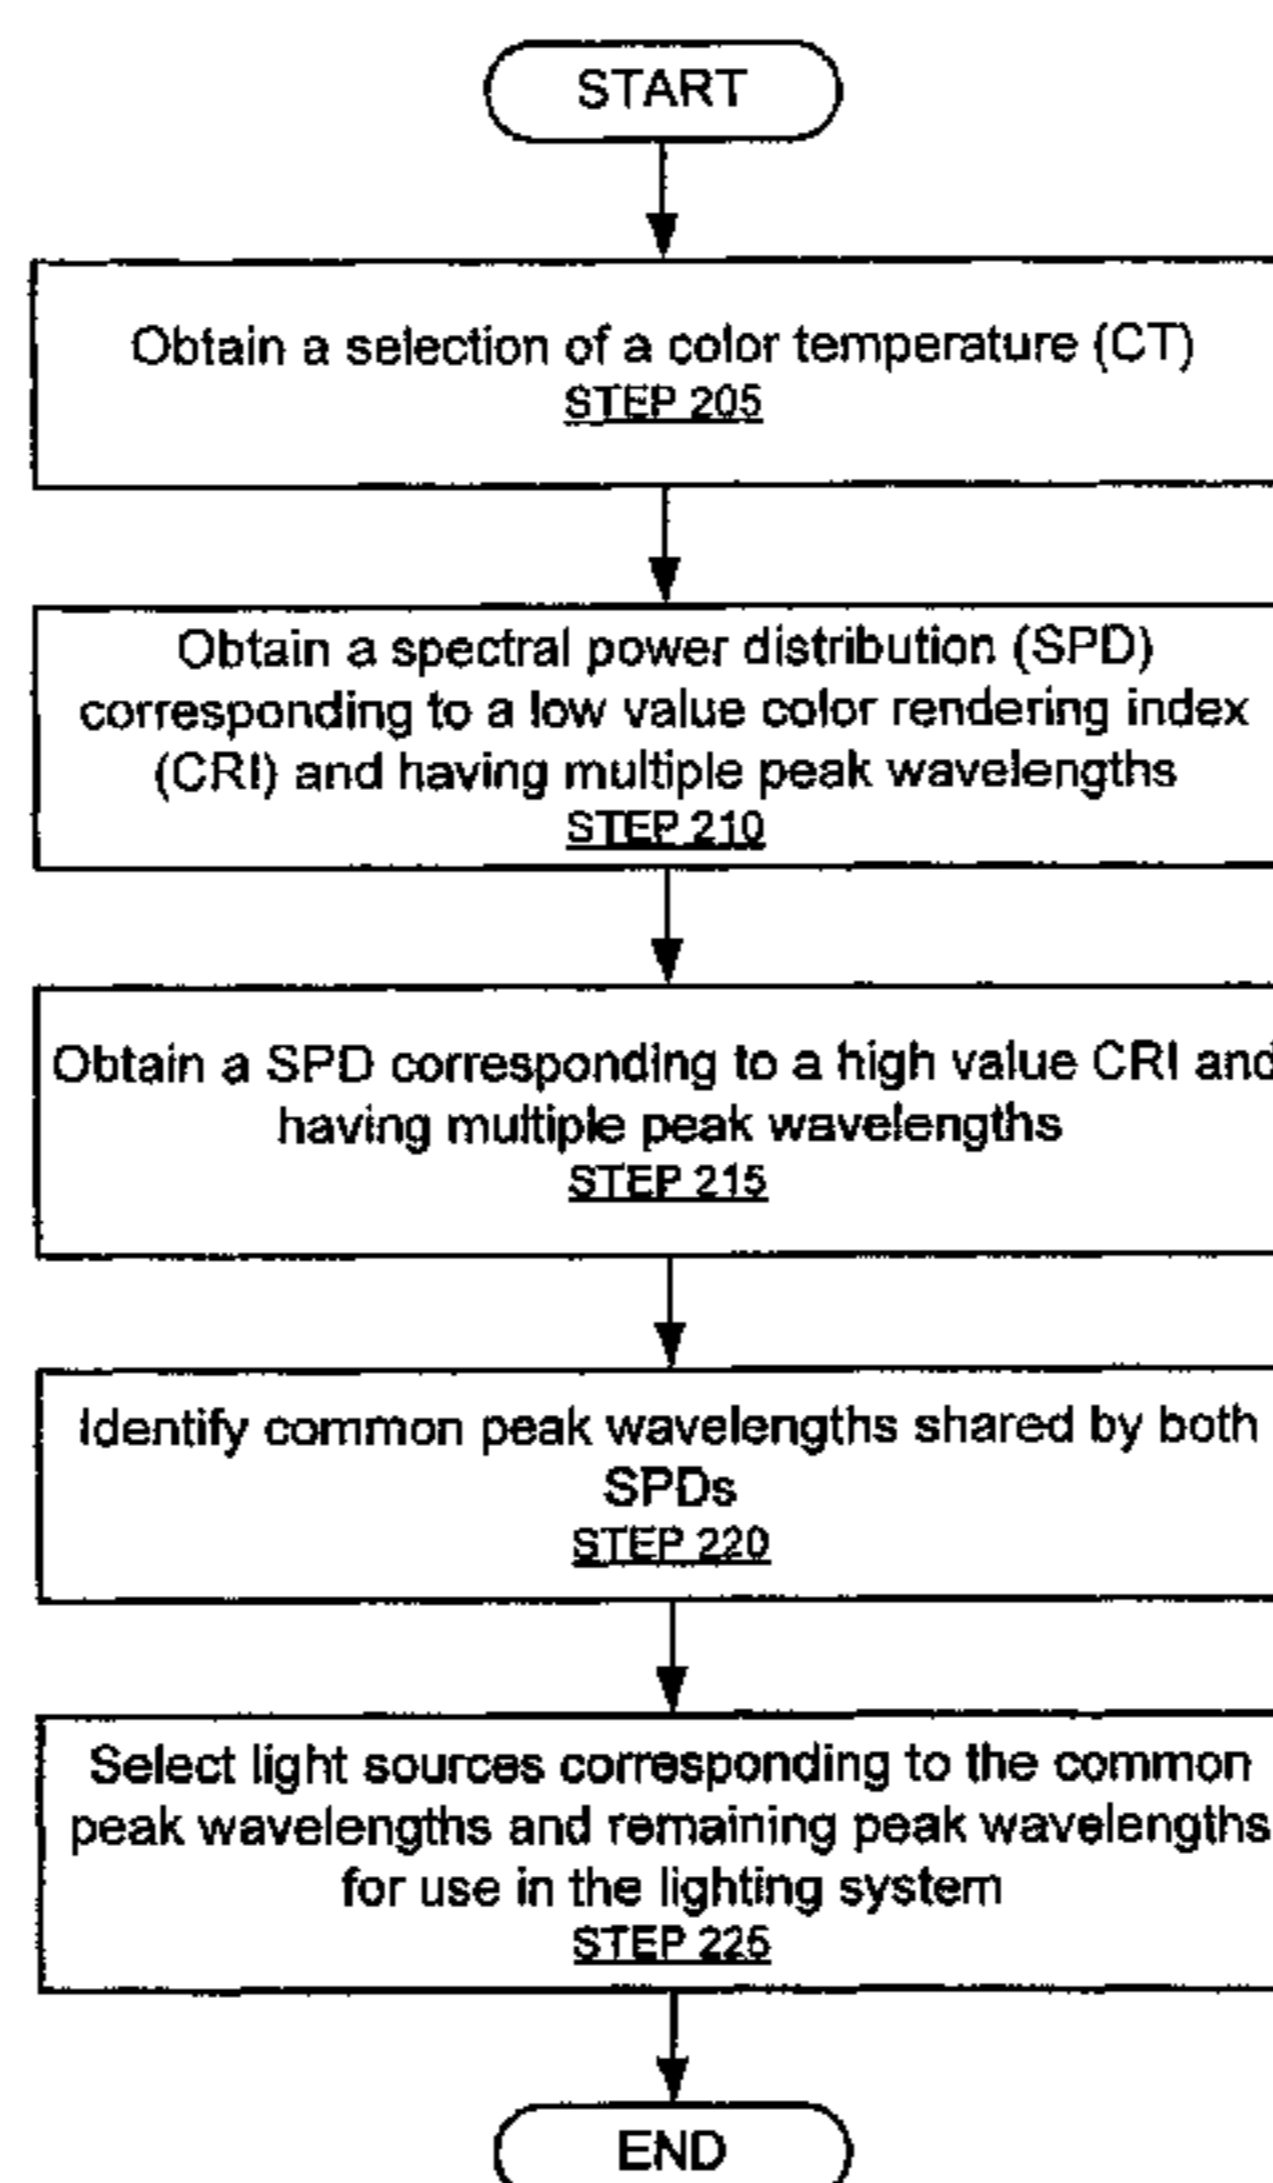 START
Obtain a selection of a color temperature (CT)
STEP 205
Obtain a spectral power distribution (SPD)
corresponding to a low value color rendering index
(CRI) and having multiple peak wavelengths
STEP 210
Obtain a SPD corresponding to a high value CRI and
having multiple peak wavelengths
STEP 215
Identify common peak wavelengths shared by both
SPDs
STEP 220
Select light sources corresponding to the common
peak wavelengths and remaining peak wavelengths
for use in the lighting system
STEP 225
END